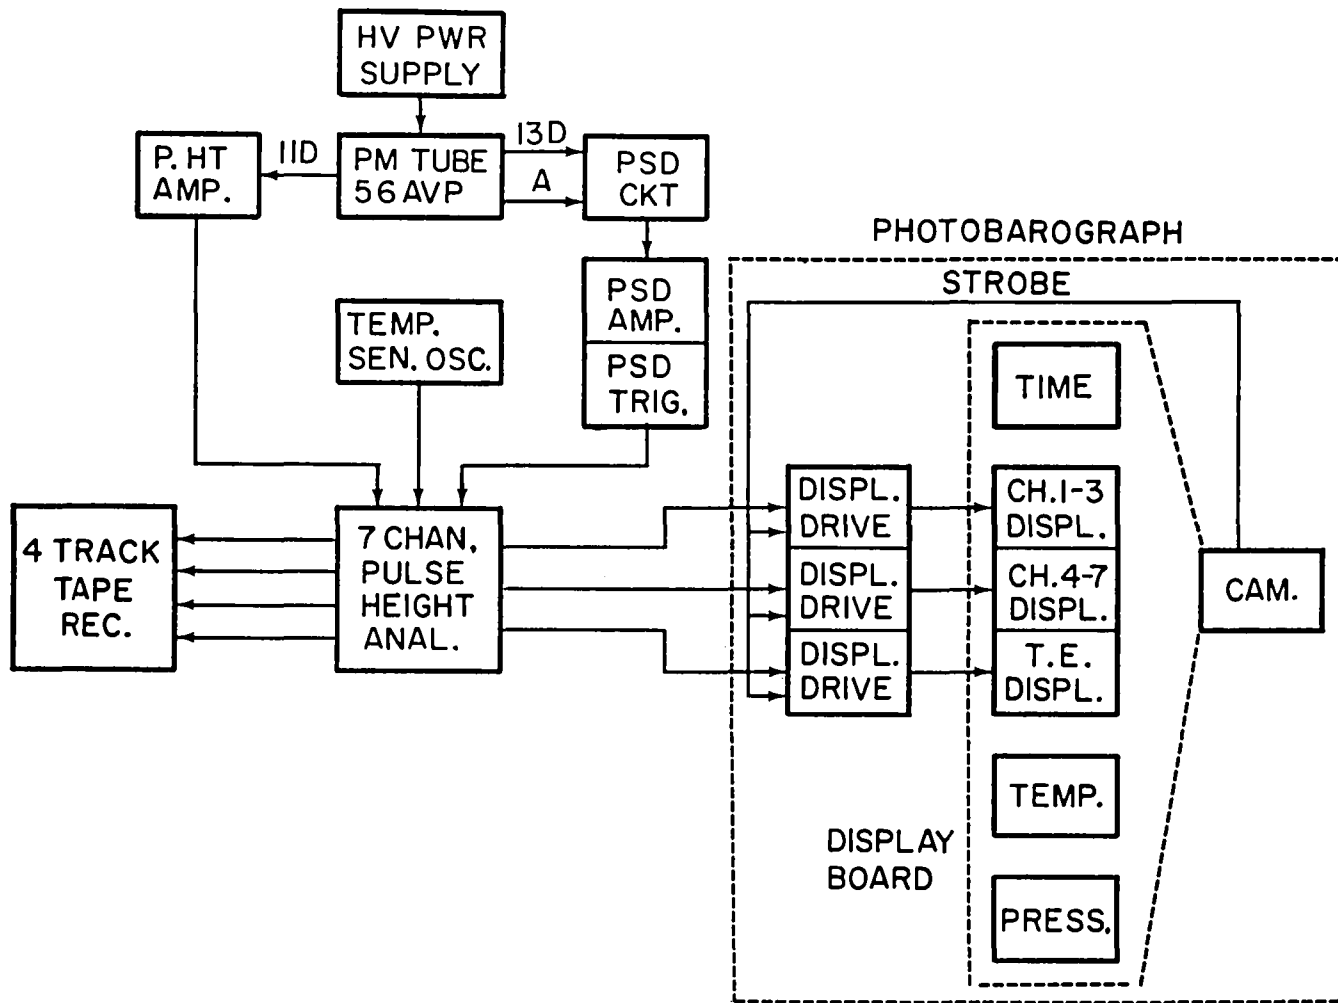 HV PWR
SUPPLY
P. HT
AMP.
11D
PM TUBE
56 AVP
13D
A
PSD
CKT
PHOTOBAROGRAPH
STROBE
PSD
AMP.
PSD
TRIG.
TEMP.
SEN. OSC.
TIME
4 TRACK
TAPE
REC.
7 CHAN.
PULSE
HEIGHT
ANAL.
DISPL.
DRIVE
DISPL.
DRIVE
DISPL.
DRIVE
CH. 1-3
DISPL.
CH. 4-7
DISPL.
T. E.
DISPL.
CAM.
TEMP.
DISPLAY
BOARD
PRESS.